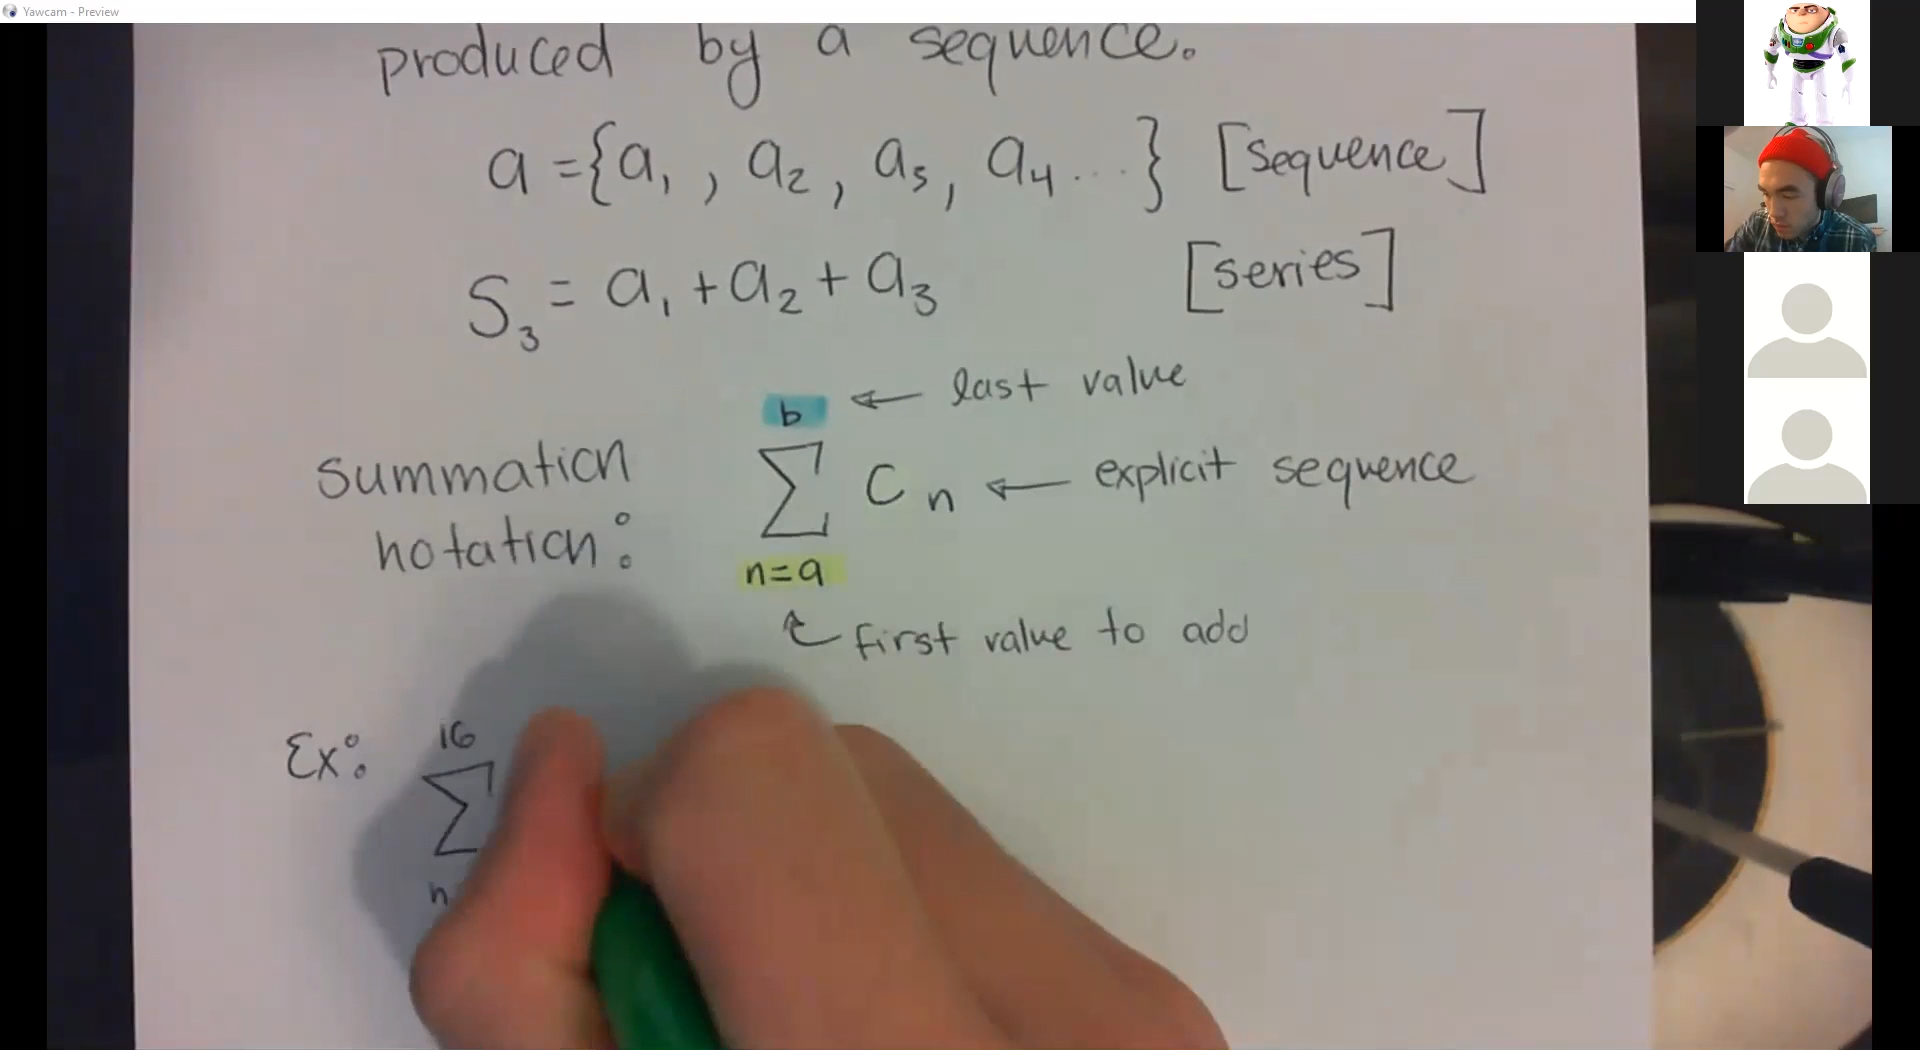 Yawcam - Preview
produced by a sequence.
a = {a₁, a₂, a₃, a₄ ...} [sequence]
S₃ = a₁ + a₂ + a₃ [series]
b ← last value
summation notation: Σ Cₙ ← explicit sequence
n=a
first value to add
Ex: 16
Σ
n